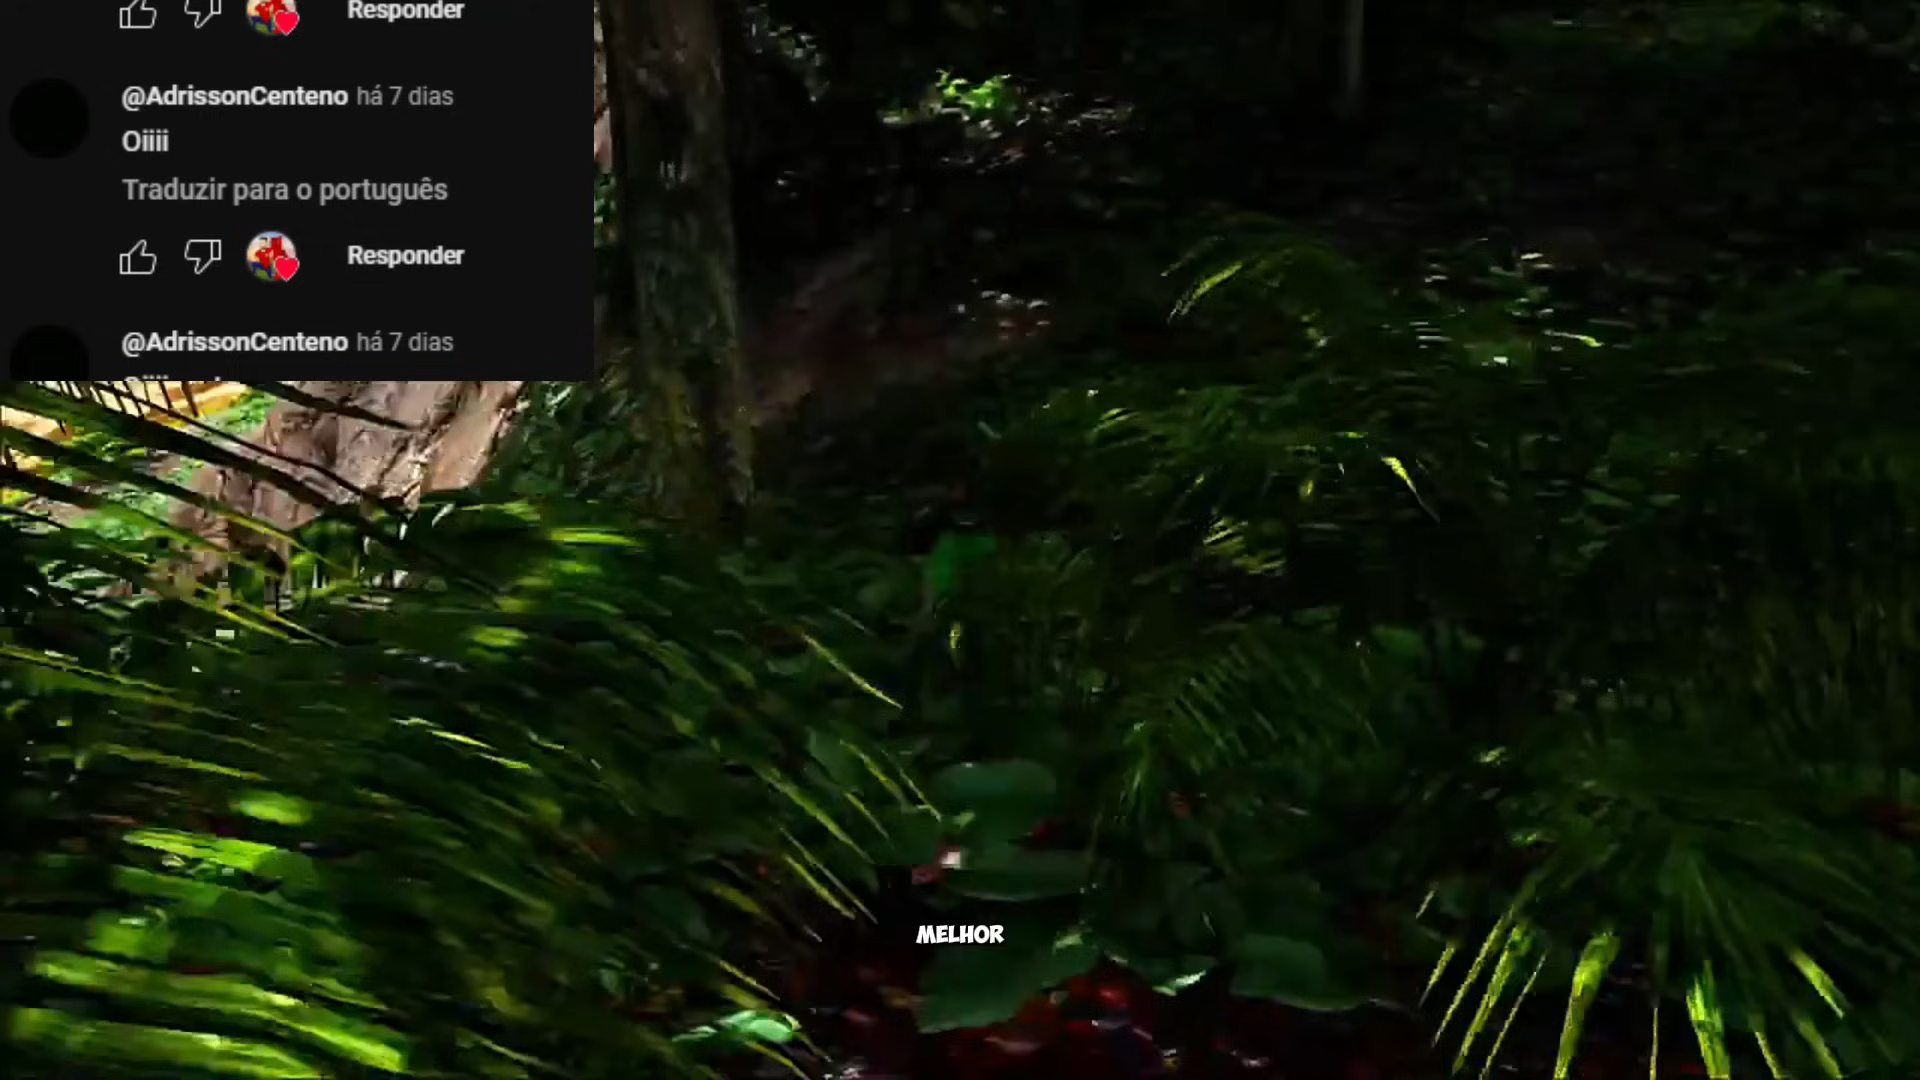 Responder
@AdrissonCenteno há 7 dias
Oiiii
Traduzir para o português
Responder
@AdrissonCenteno há 7 dias
MELHOR